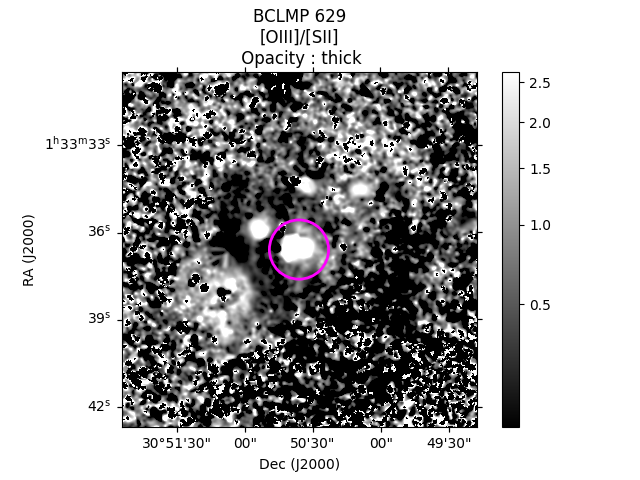 BCLMP 629
[OIII]/[SII]
Opacity : thick
RA (J2000)
1ʰ33ᵐ33ˢ
36ˢ
39ˢ
42ˢ
30°51'30" 00" 50'30" 00" 49'30"
Dec (J2000)
2.5
2.0
1.5
1.0
0.5